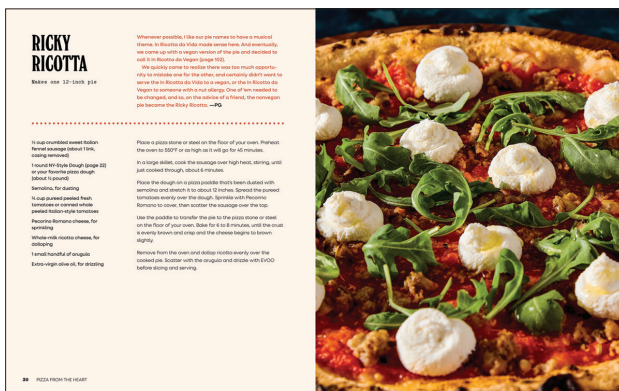 RICKY
RICOTTA
Makes one 12-inch pie
Whenever possible, I like our pie names to have a musical
theme. In Ricotta da Vida made sense here. And eventually,
we came up with a vegan version of the pie and decided to
call it In Ricotta da Vegan (page 102).
We quickly came to realize there was too much opportu-
nity to mistake one for the other, and certainly didn't want to
serve the In Ricotta da Vida to a vegan, or the In Ricotta da
Vegan to someone with a nut allergy. One of 'em needed to
be changed, and so, on the advice of a friend, the nonvegan
pie became the Ricky Ricotta. —PG
cup crumbled sweet Italian
fennel sausage (about 1 link,
casing removed)
1 round NY-Style Dough (page 22)
or your favorite pizza dough
(about ½ pound)
Semolina, for dusting
cup pureed peeled fresh
tomatoes or canned whole
peeled Italian-style tomatoes
Pecorino Romano cheese, for
sprinkling
Whole-milk ricotta cheese, for
dolloping
1 small handful of arugula
Extra-virgin olive oil, for drizzling
Place a pizza stone or steel on the floor of your oven. Preheat
the oven to 550°F or as high as it will go for 45 minutes.
In a large skillet, cook the sausage over high heat, stirring, until
just cooked through, about 6 minutes.
Place the dough on a pizza paddle that's been dusted with
semolina and stretch it to about 12 inches. Spread the pureed
tomatoes evenly over the dough. Sprinkle with Pecorino
Romano to cover, then scatter the sausage over the top.
Use the paddle to transfer the pie to the pizza stone or steel
on the floor of your oven. Bake for 6 to 8 minutes, until the crust
is evenly brown and crisp and the cheese begins to brown
slightly.
Remove from the oven and dollop ricotta evenly over the
cooked pie. Scatter with the arugula and drizzle with EVOO
before slicing and serving.
PIZZA FROM THE HEART